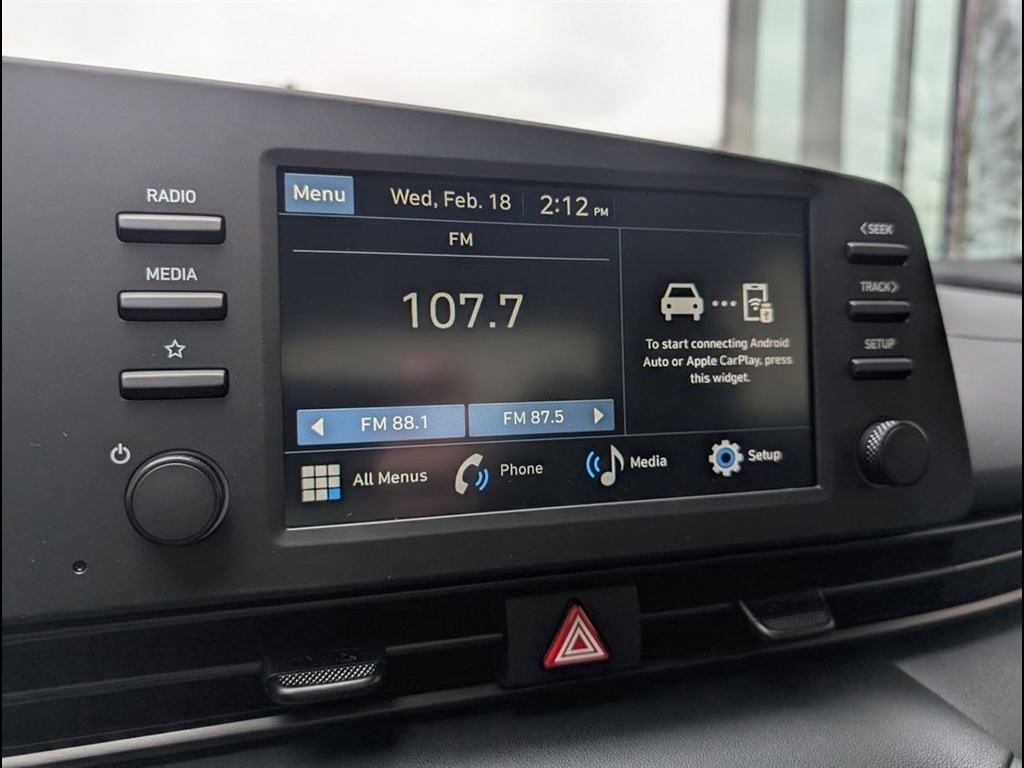 RADIO
MEDIA
Menu
Wed, Feb. 18
2:12 PM
FM
107.7
FM 88.1
FM 87.5
To start connecting Android
Auto or Apple CarPlay, press
this widget.
All Menus
Phone
Media
Setup
<SEEK
TRACK>
SETUP